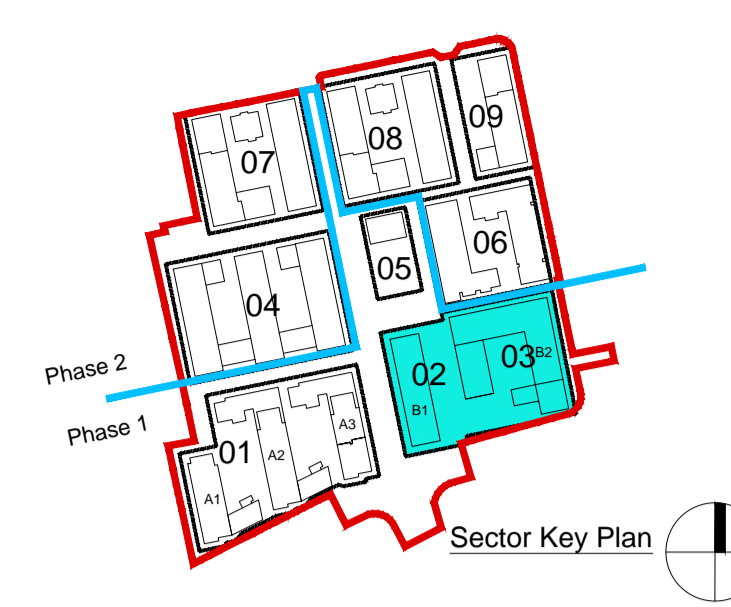 09
08
07
06
05
04
Phase 2
03
B2
02
B1
Phase 1
A3
01
A2
A1
Sector Key Plan